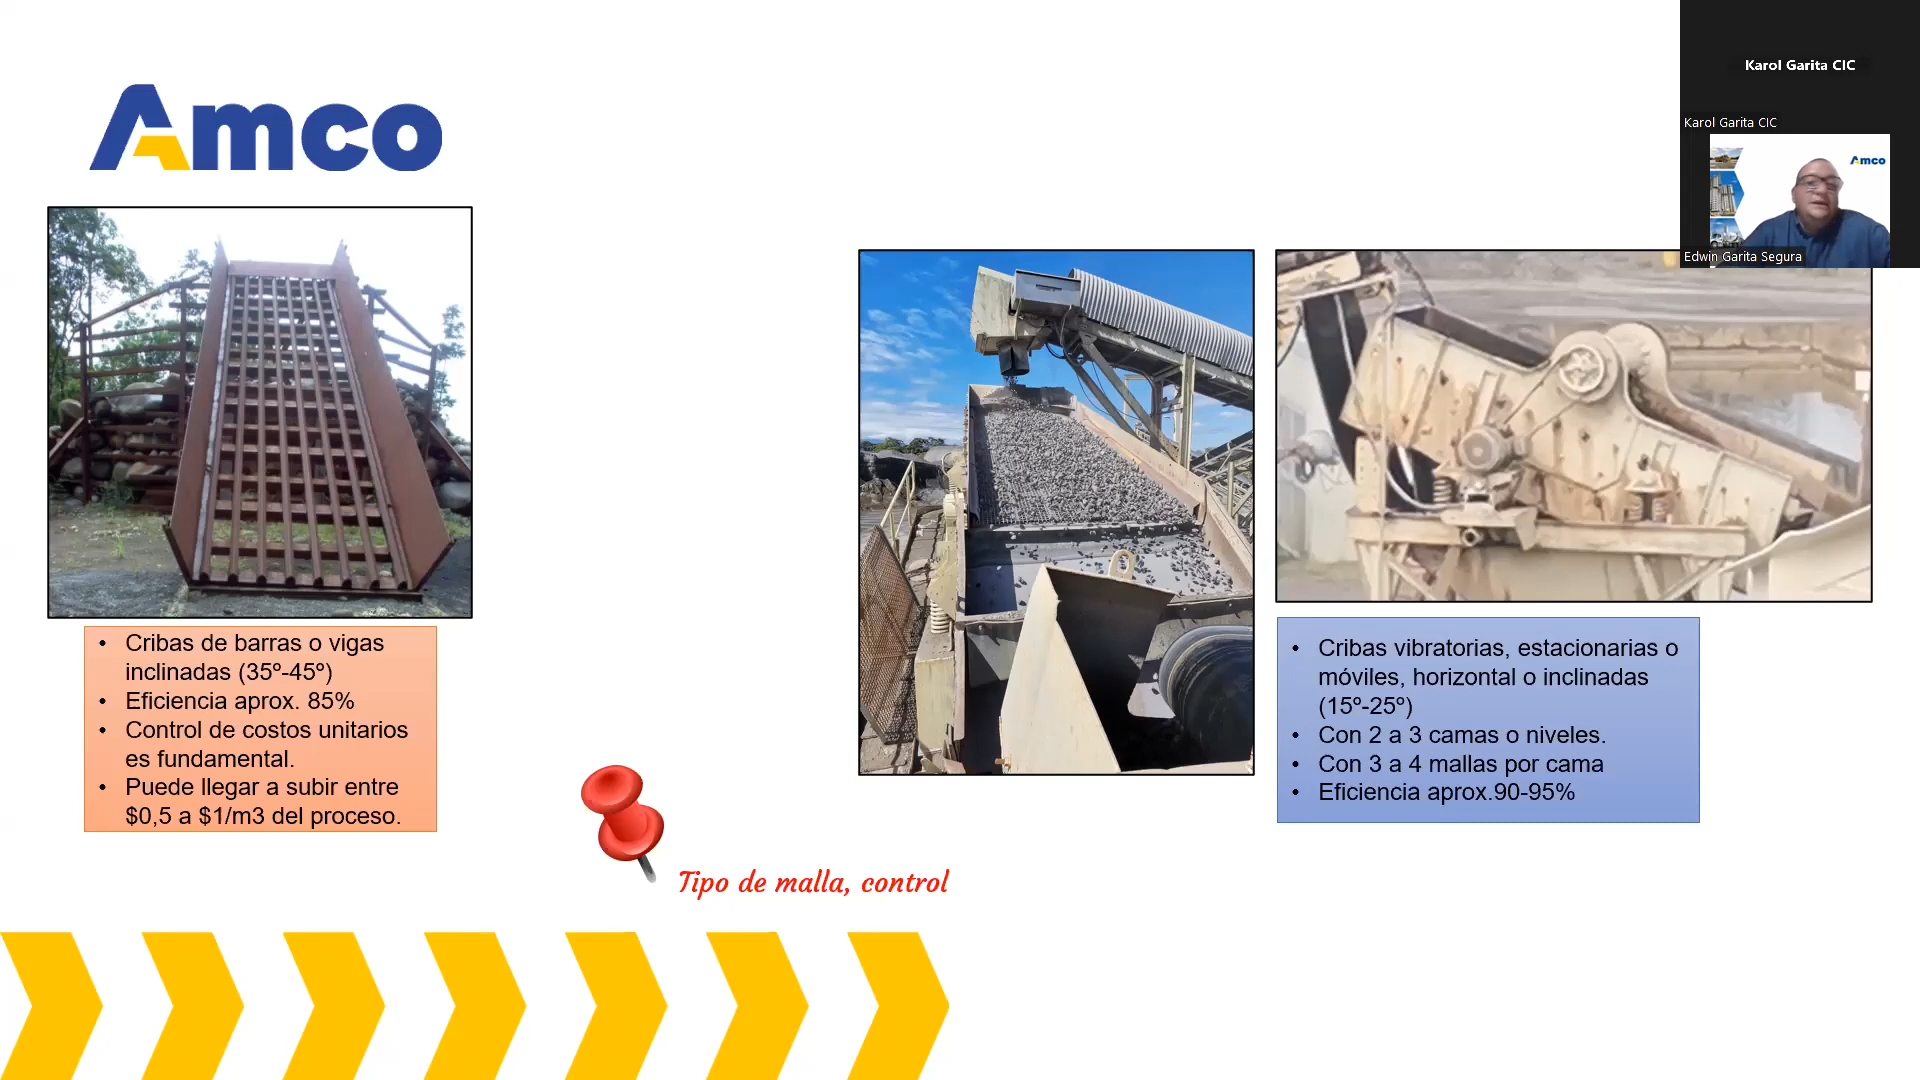 Amco
Karol Garita CIC
Karol Garita CIC
Amco
Edwin Garita Segura
• Cribas de barras o vigas
inclinadas (35º-45º)
• Eficiencia aprox. 85%
• Control de costos unitarios
es fundamental.
• Puede llegar a subir entre
$0,5 a $1/m3 del proceso.
• Cribas vibratorias, estacionarias o
móviles, horizontal o inclinadas
(15º-25º)
• Con 2 a 3 camas o niveles.
• Con 3 a 4 mallas por cama
• Eficiencia aprox.90-95%
Tipo de malla, control